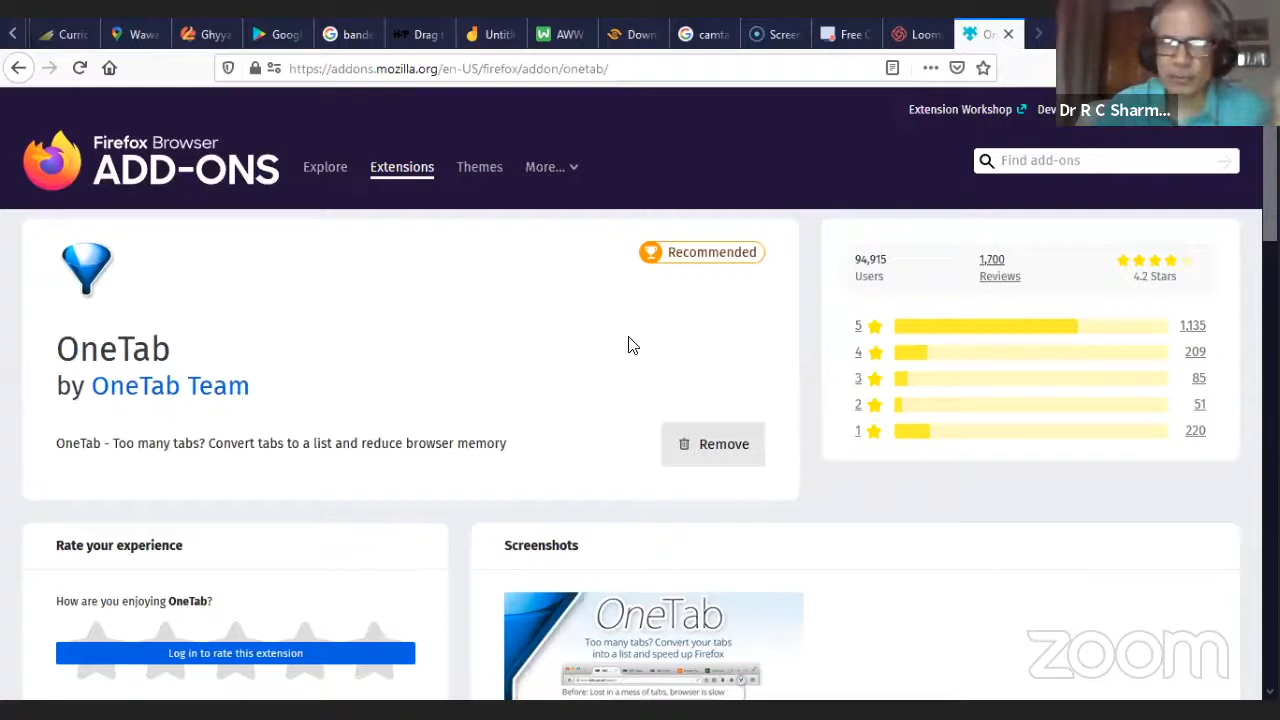 Curric
Wawa
Ghyya
Googl
bande
Drag t
Untitl
AWW
Down
camta
Screen
Free C
Loom
On
https://addons.mozilla.org/en-US/firefox/addon/onetab/
Extension Workshop
Dev
Dr R C Sharm...
Firefox Browser
ADD-ONS
Explore
Extensions
Themes
More...
Find add-ons
Recommended
OneTab
by OneTab Team
OneTab - Too many tabs? Convert tabs to a list and reduce browser memory
Remove
94,915
Users
1,700
Reviews
4.2 Stars
5 1,135
4 209
3 85
2 51
1 220
Rate your experience
How are you enjoying OneTab?
Log in to rate this extension
Screenshots
OneTab
Too many tabs? Convert your tabs
into a list and speed up Firefox
Before: Lost in a mess of tabs, browser is slow
zoom